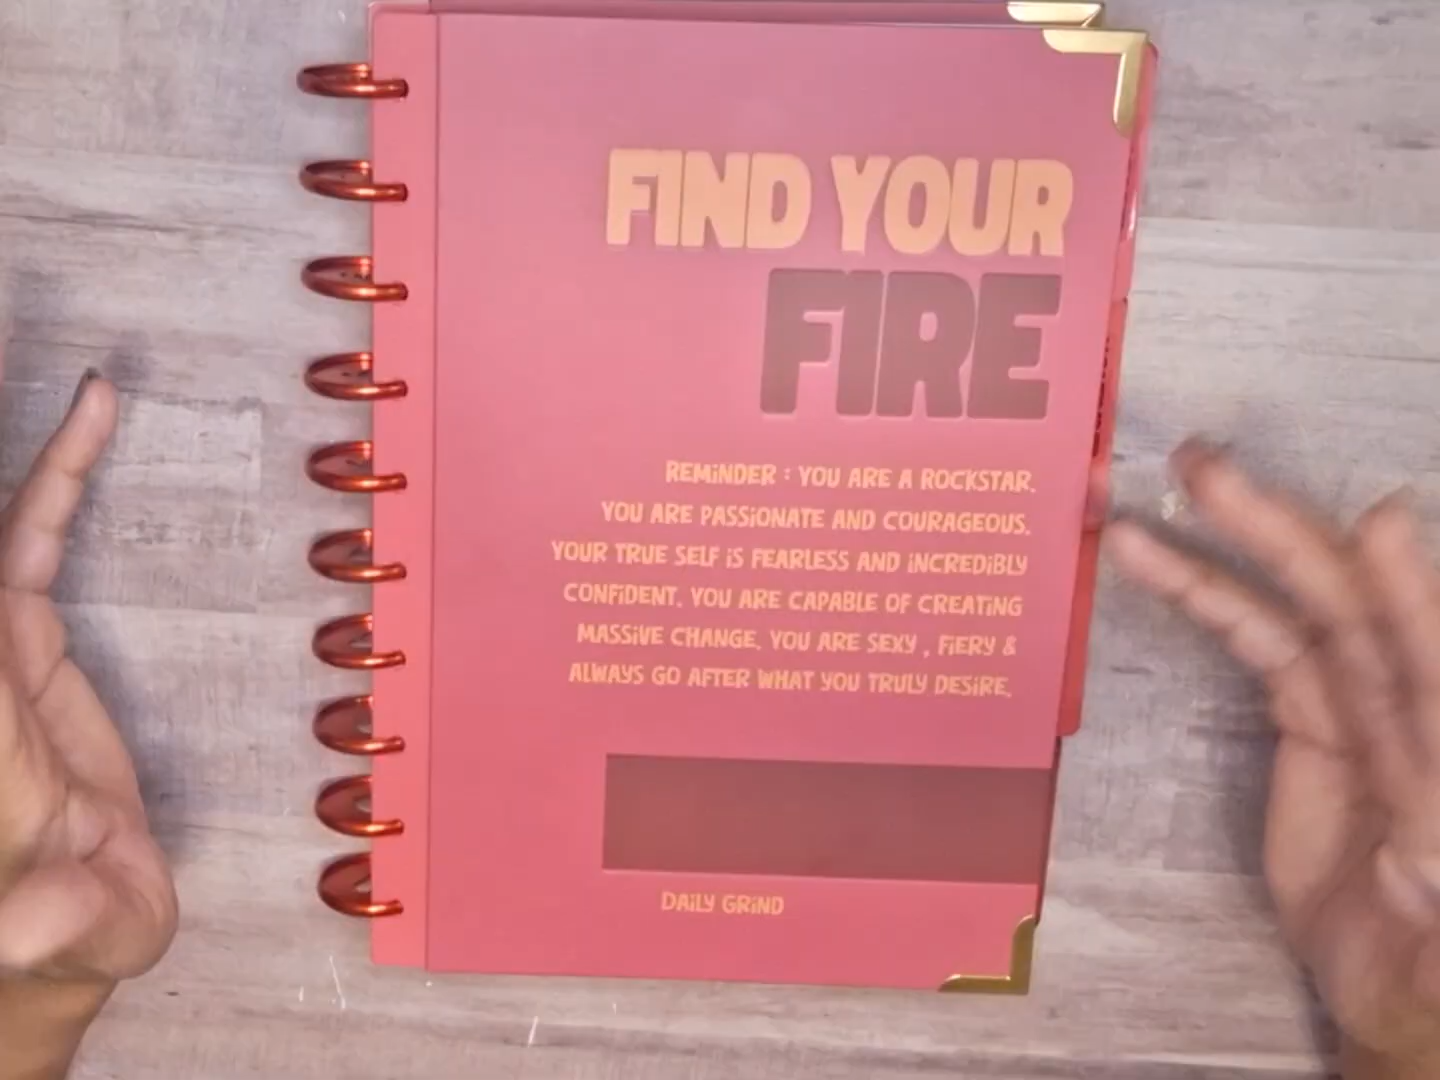 FIND YOUR
FIRE
REMiNDER : YOU ARE A ROCKSTAR.
YOU ARE PASSiONATE AND COURAGEOUS.
YOUR TRUE SELF iS FEARLESS AND iNCREDiBLY
CONFiDENT. YOU ARE CAPABLE OF CREATiNG
MASSiVE CHANGE. YOU ARE SEXY , FiERY &
ALWAYS GO AFTER WHAT YOU TRULY DESiRE.
DAiLY GRiND